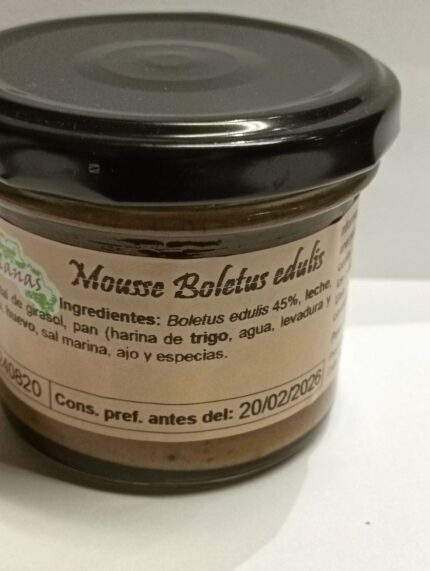 Mousse Boletus edulis
Ingredientes: Boletus edulis 45%, leche,
de girasol, pan (harina de trigo, agua, levadura y
huevo, sal marina, ajo y especias.
40820
Cons. pref. antes del: 20/02/2026